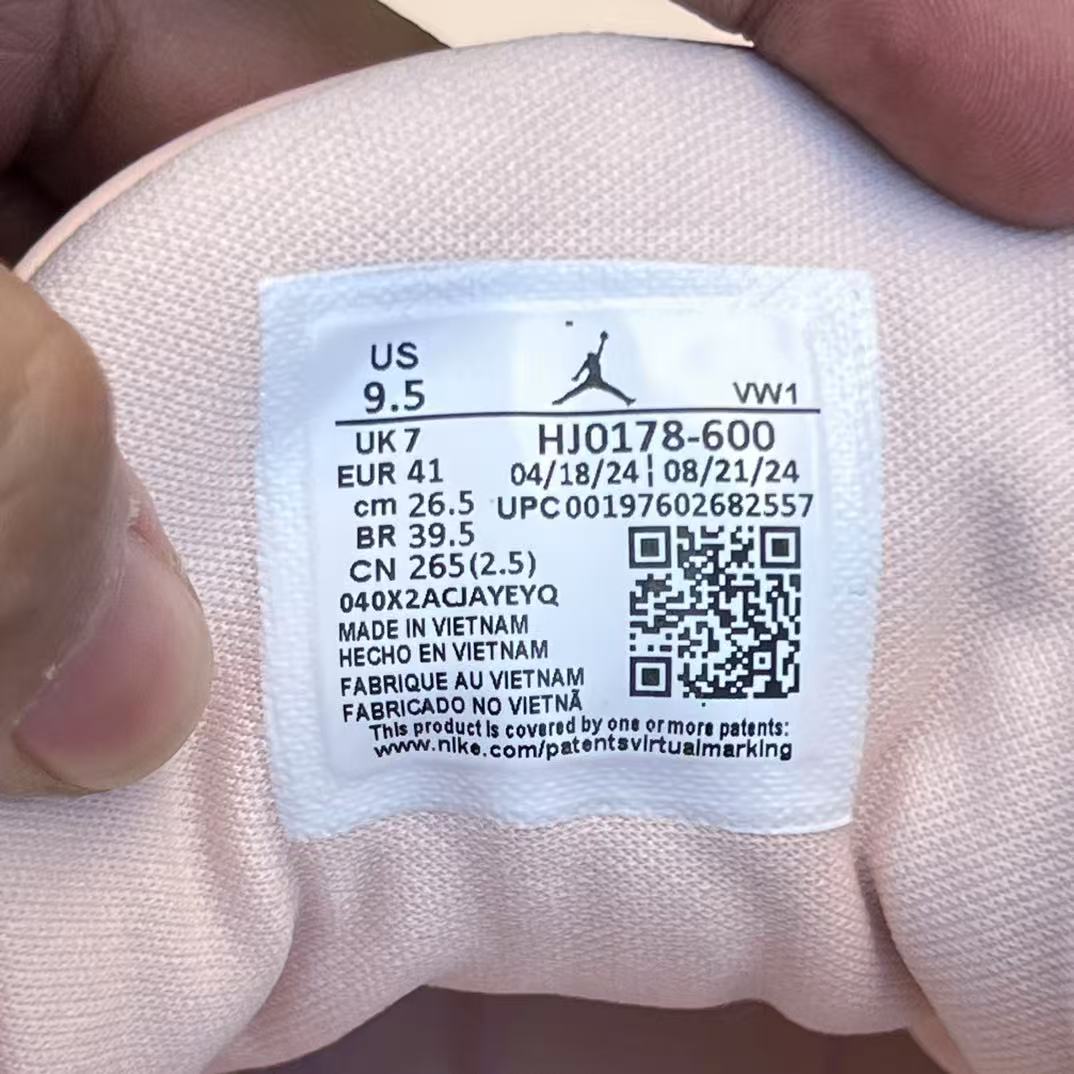 US
9.5
VW1
UK 7
HJ0178-600
EUR 41
04/18/24 | 08/21/24
cm 26.5
UPC00197602682557
BR 39.5
CN 265(2.5)
040X2ACJAYEYQ
MADE IN VIETNAM
HECHO EN VIETNAM
FABRIQUE AU VIETNAM
FABRICADO NO VIETNÃ
This product is covered by one or more patents:
www.nike.com/patentsvirtualmarking